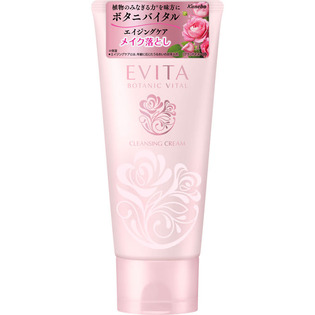 植物のみなぎる力*を味方に
Kanebo
ボタニバイタル
エイジングケア
メイク落とし
EVITA
BOTANIC VITAL
CLEANSING CREAM